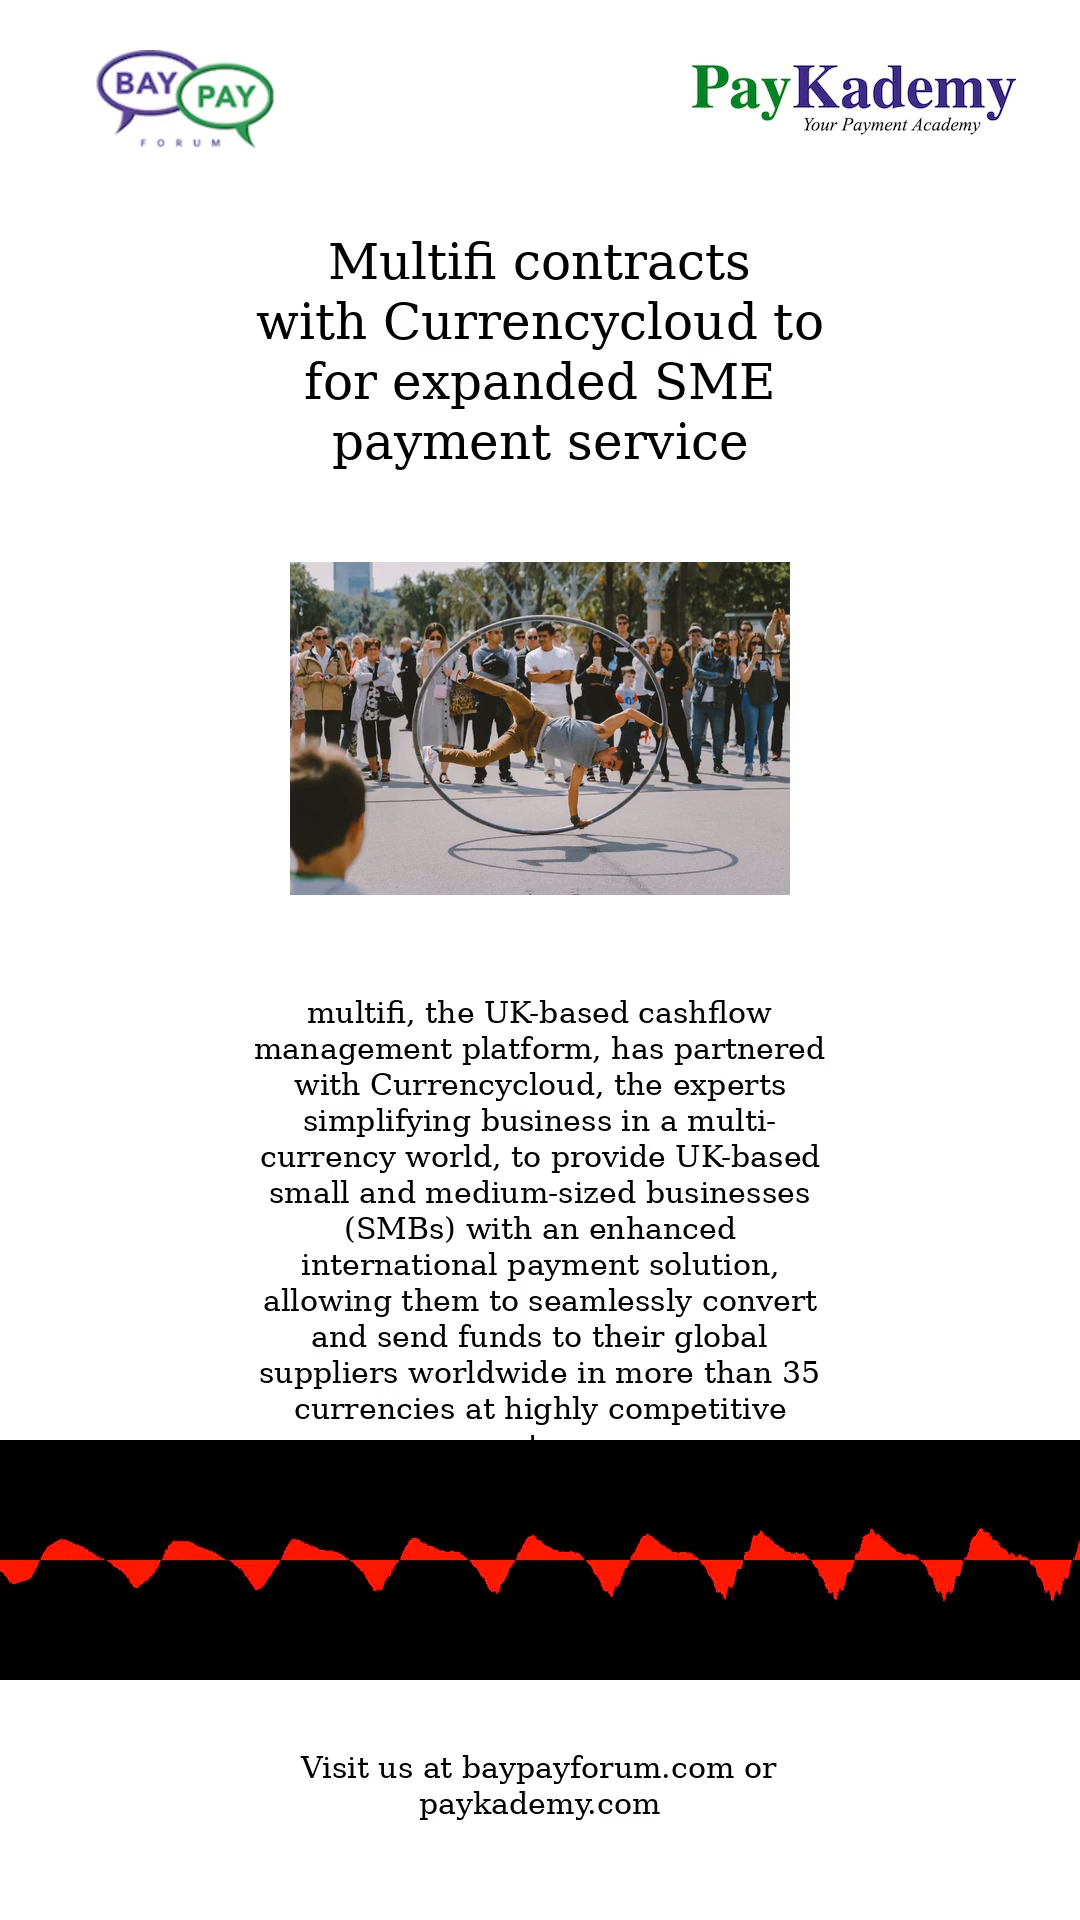 BAY PAY
FORUM
PayKademy
Your Payment Academy
Multifi contracts
with Currencycloud to
for expanded SME
payment service
multifi, the UK-based cashflow
management platform, has partnered
with Currencycloud, the experts
simplifying business in a multi-
currency world, to provide UK-based
small and medium-sized businesses
(SMBs) with an enhanced
international payment solution,
allowing them to seamlessly convert
and send funds to their global
suppliers worldwide in more than 35
currencies at highly competitive
Visit us at baypayforum.com or
paykademy.com